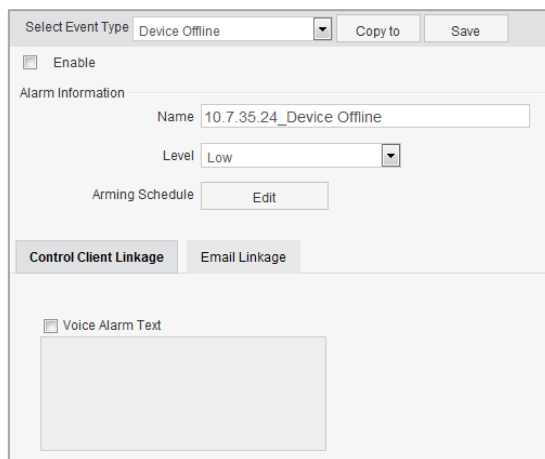 Select Event Type Device Offline Copy to Save
Enable
Alarm Information
Name 10.7.35.24_Device Offline
Level Low
Arming Schedule Edit
Control Client Linkage Email Linkage
Voice Alarm Text